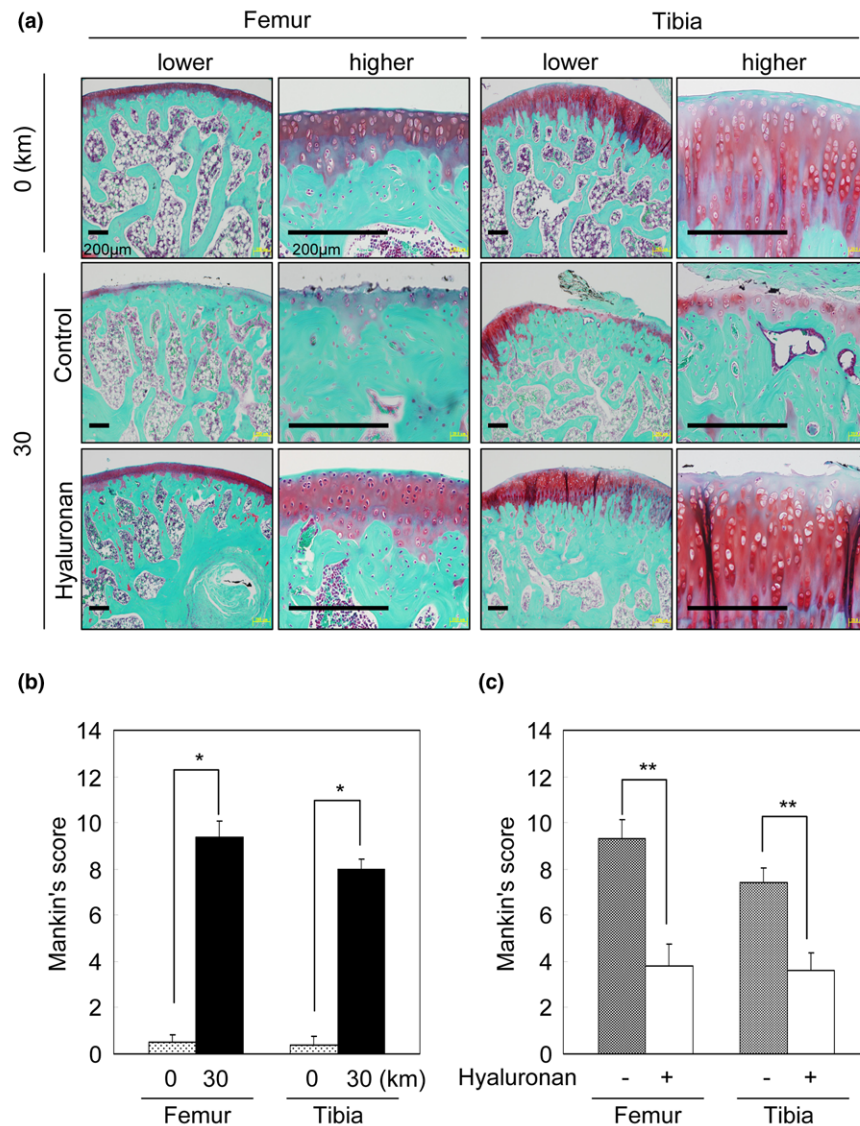 (a)
Femur
Tibia
lower
higher
lower
higher
0 (km)
200µm
200µm
30
Control
Hyaluronan
(b)
(c)
Mankin's score
14
12
10
8
6
4
2
0
*
*
0 30 0 30 (km)
Femur Tibia
Mankin's score
14
12
10
8
6
4
2
0
**
**
Hyaluronan - + - +
Femur Tibia